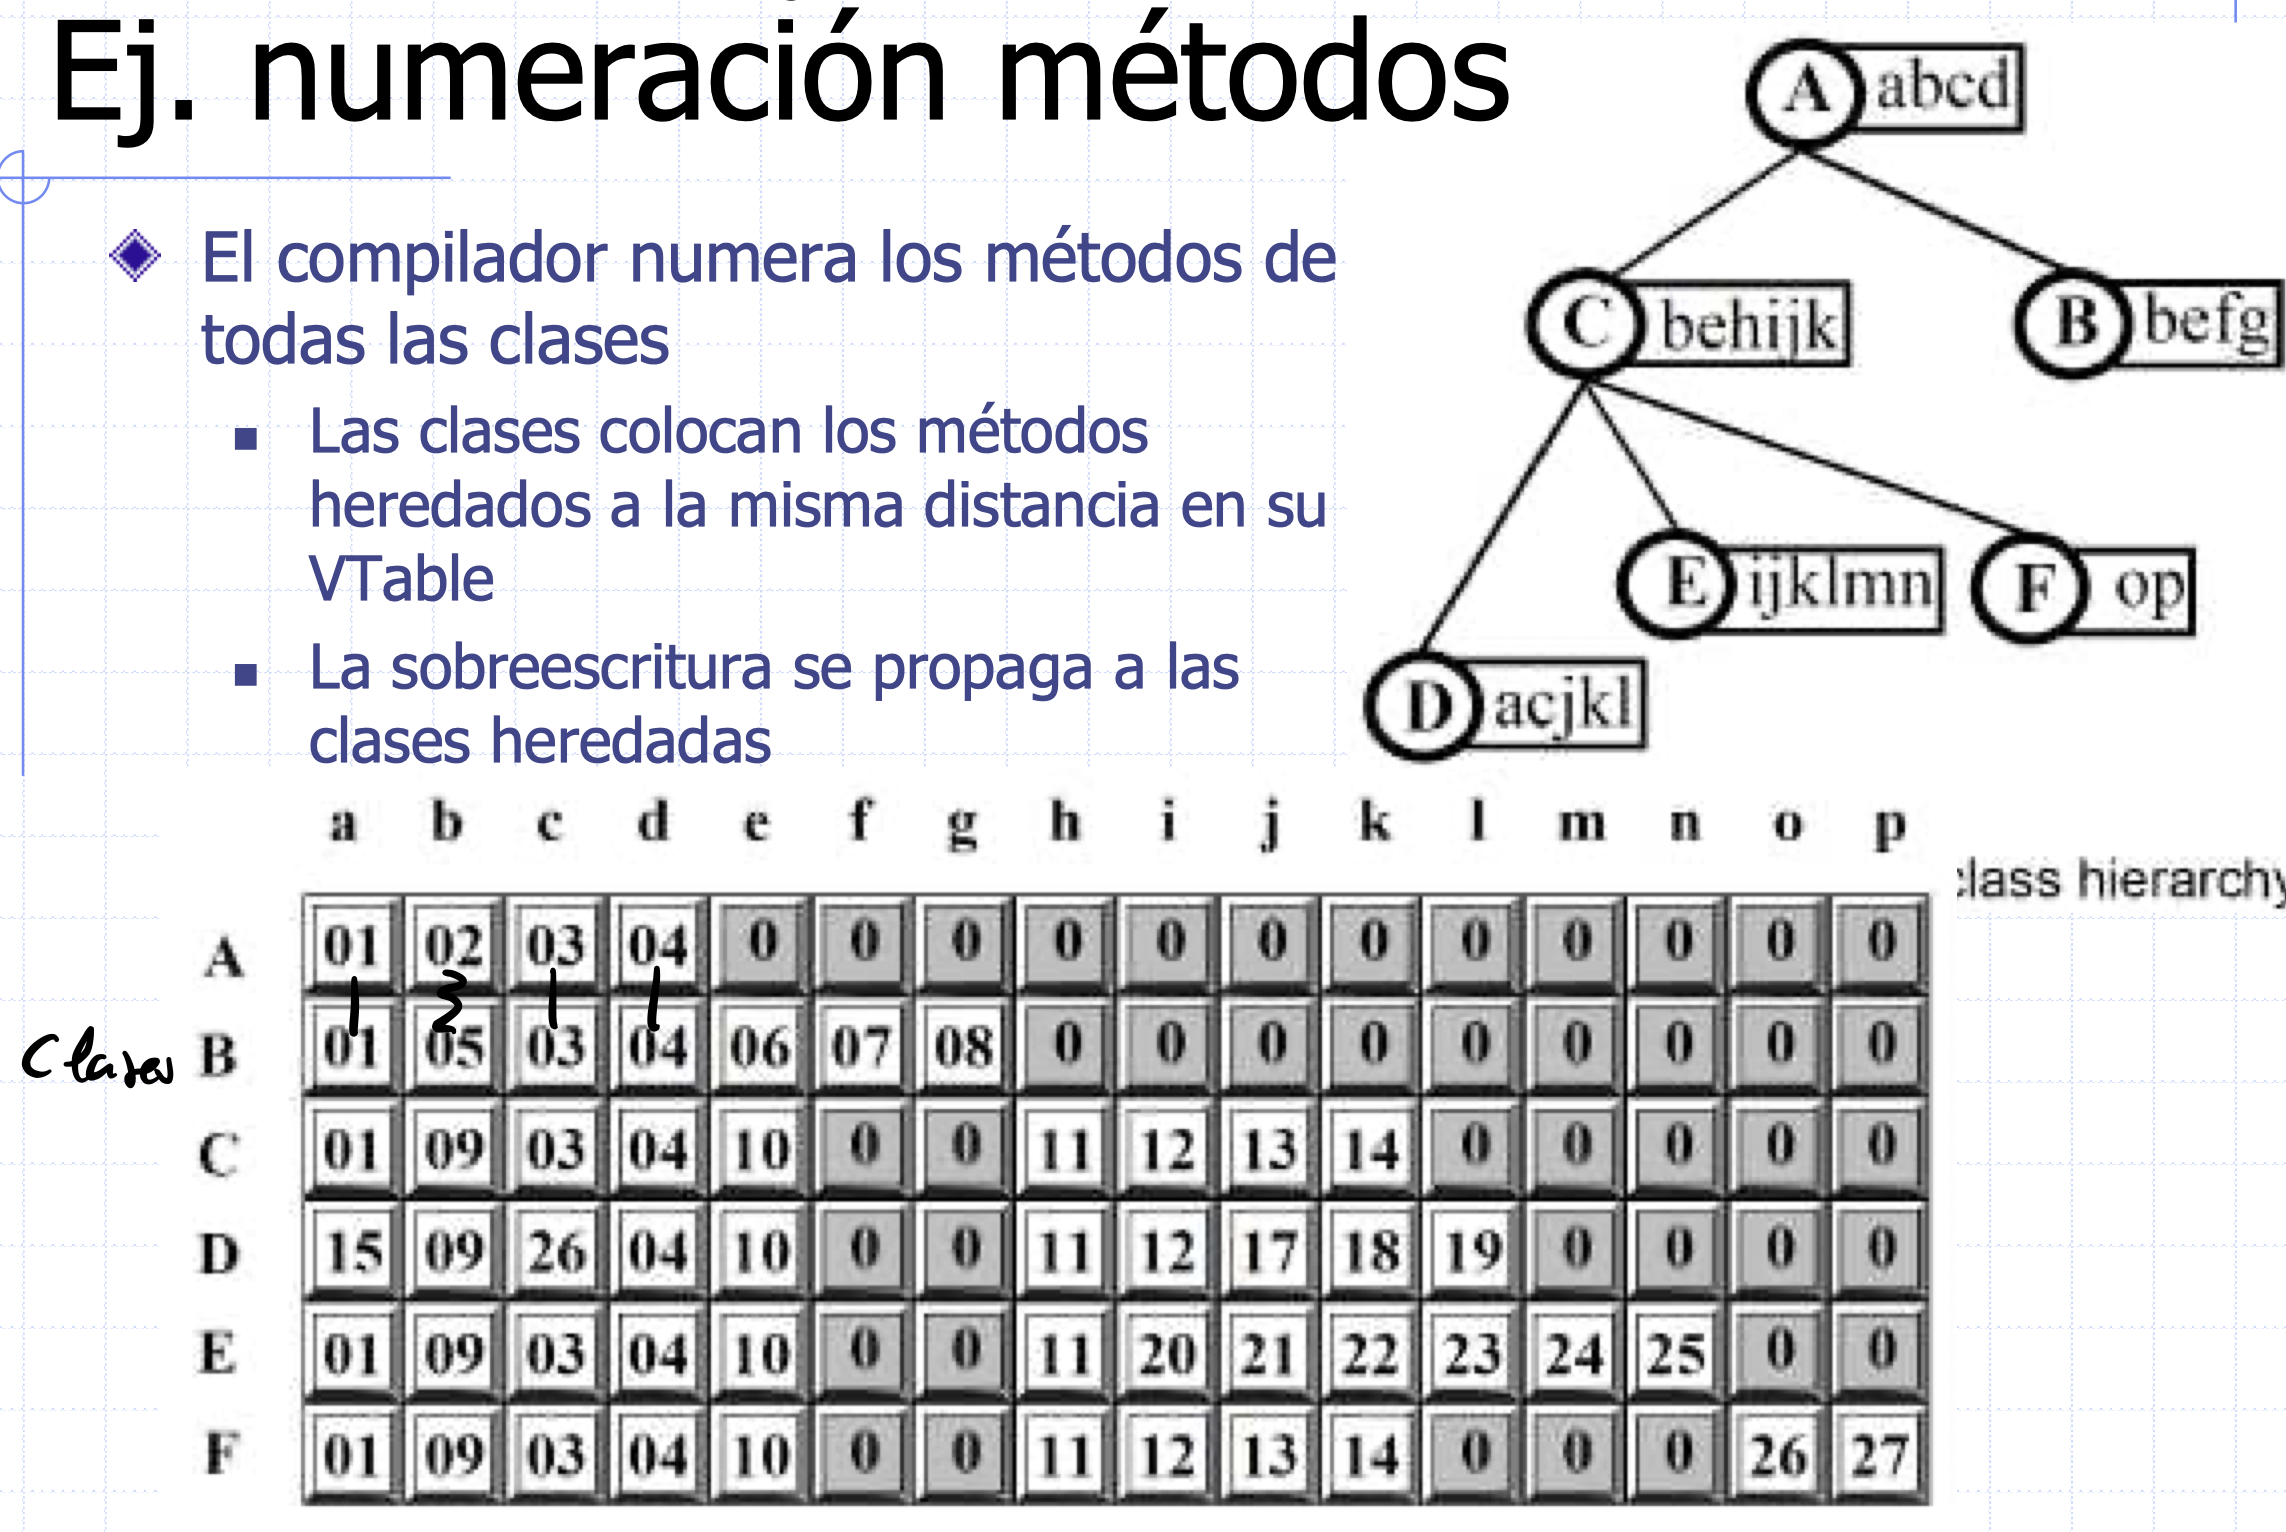 Ej. numeración métodos
El compilador numera los métodos de
todas las clases
Las clases colocan los métodos
heredados a la misma distancia en su
VTable
La sobreescritura se propaga a las
clases heredadas
A abcd
C behijk
B befg
E ijklmn
F op
D acjkl
a b c d e f g h i j k l m n o p
class hierarchy
A 01 02 03 04 0 0 0 0 0 0 0 0 0 0 0 0
Clases
B 01 05 03 04 06 07 08 0 0 0 0 0 0 0 0 0
C 01 09 03 04 10 0 0 11 12 13 14 0 0 0 0 0
D 15 09 26 04 10 0 0 11 12 17 18 19 0 0 0 0
E 01 09 03 04 10 0 0 11 20 21 22 23 24 25 0 0
F 01 09 03 04 10 0 0 11 12 13 14 0 0 0 26 27